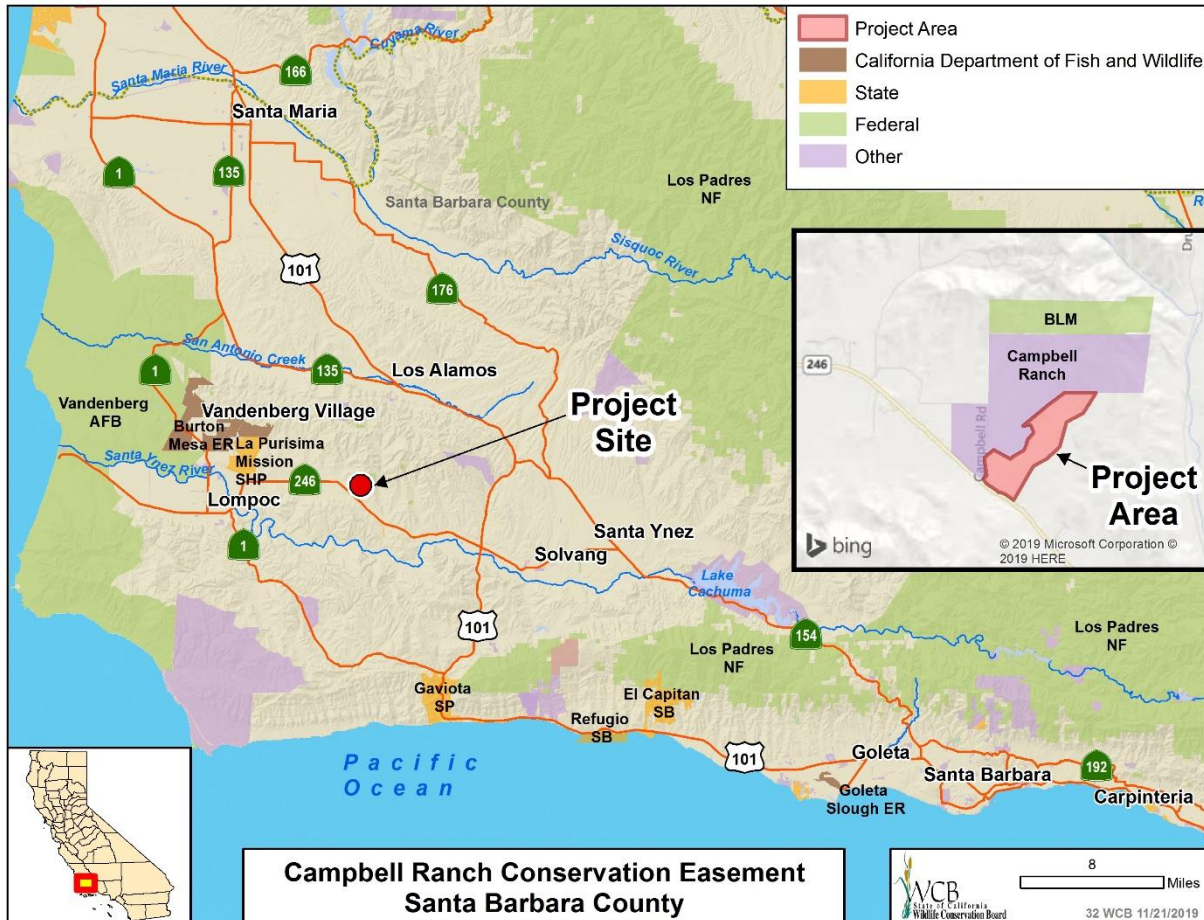 Cuyama River
Santa Maria River
166
Santa Maria
1
135
Santa Barbara County
Los Padres
NF
101
Sisquoc River
176
San Antonio Creek
135
Los Alamos
1
Vandenberg
AFB
Vandenberg Village
Burton
Mesa ER
La Purisima
Mission
SHP
Santa Ynez River
246
Lompoc
Project
Site
1
Santa Ynez
Solvang
Lake
Cachuma
101
154
Los Padres
NF
Los Padres
NF
Gaviota
SP
El Capitan
SB
Refugio
SB
Pacific
Ocean
101
Goleta
Santa Barbara
192
Goleta
Slough ER
Carpinteria
Project Area
California Department of Fish and Wildlife
State
Federal
Other
BLM
Campbell
Ranch
246
Campbell Rd
Project
Area
bing
© 2019 Microsoft Corporation ©
2019 HERE
Campbell Ranch Conservation Easement
Santa Barbara County
WCB
State of California
Wildlife Conservation Board
8
Miles
32 WCB 11/21/2019